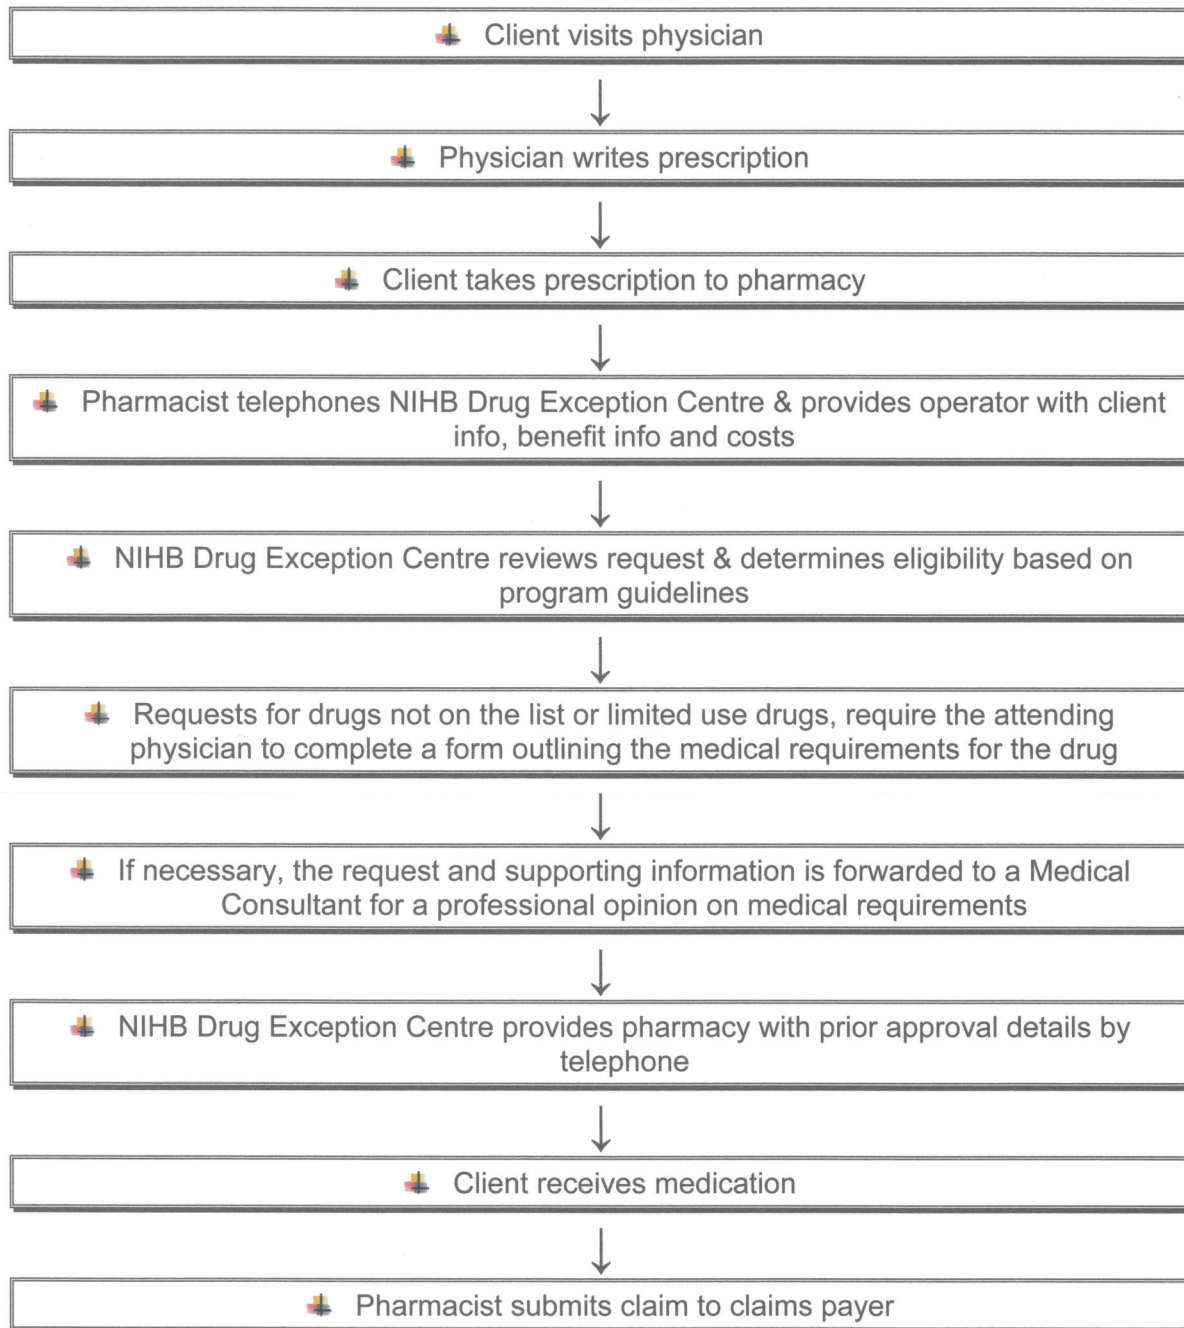 Client visits physician
Physician writes prescription
Client takes prescription to pharmacy
Pharmacist telephones NIHB Drug Exception Centre & provides operator with client
info, benefit info and costs
NIHB Drug Exception Centre reviews request & determines eligibility based on
program guidelines
Requests for drugs not on the list or limited use drugs, require the attending
physician to complete a form outlining the medical requirements for the drug
If necessary, the request and supporting information is forwarded to a Medical
Consultant for a professional opinion on medical requirements
NIHB Drug Exception Centre provides pharmacy with prior approval details by
telephone
Client receives medication
Pharmacist submits claim to claims payer